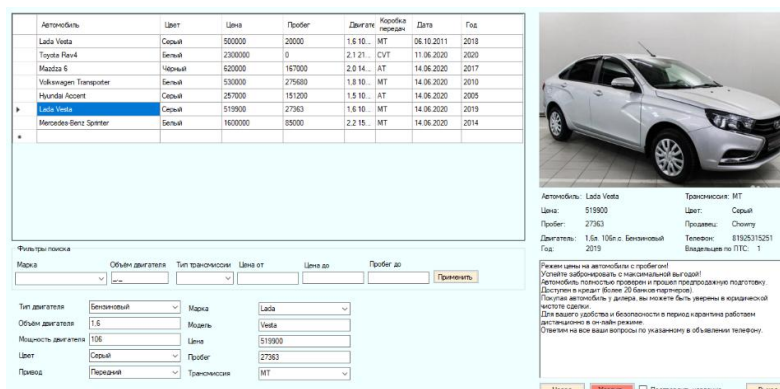 Автомобиль Цвет Цена Пробег Двигате Коробка передач Дата Год
Lada Vesta Серый 500000 20000 1,6 10... MT 06.10.2011 2018
Toyota Rav4 Белый 2300000 0 2,1 21... CVT 11.06.2020 2020
Mazdza 6 Чёрный 620000 167000 2.0 14... AT 14.06.2020 2017
Volkswagen Transporter Белый 530000 275680 1,8 10... MT 14.06.2020 2010
Hyundai Accent Серый 257000 151200 1.5 10... AT 14.06.2020 2005
Lada Vesta Серый 519900 27363 1,6 10... MT 14.06.2020 2019
Mercedes-Benz Sprinter Белый 1600000 85000 2.2 15... MT 14.06.2020 2014
Автомобиль: Lada Vesta Трансмиссия: MT
Цена: 519900 Цвет: Серый
Пробег: 27363 Продавец: Chowny
Двигатель: 1,6л. 106л.с. Бензиновый Телефон: 81925315251
Год: 2019 Владельцев по ПТС: 1
Фильтры поиска
Марка Объём двигателя Тип трансмиссии Цена от Цена до Пробег до
_._ Применить
Режем цены на автомобили с пробегом!
Успейте забронировать с максимальной выгодой!
Автомобиль полностью проверен и прошел предпродажную подготовку.
Доступен в кредит (более 20 банков партнеров).
Покупая автомобиль у дилера, вы можете быть уверены в юридической
чистоте сделки.
Для вашего удобства и безопасности в период карантина работаем
дистанционно в он-лайн режиме.
Ответим на все ваши вопросы по указанному в объявлении телефону.
Тип двигателя Бензиновый Марка Lada
Объём двигателя 1,6 Модель Vesta
Мощность двигателя 106 Цена 519900
Цвет Серый Пробег 27363
Привод Передний Трансмиссия MT